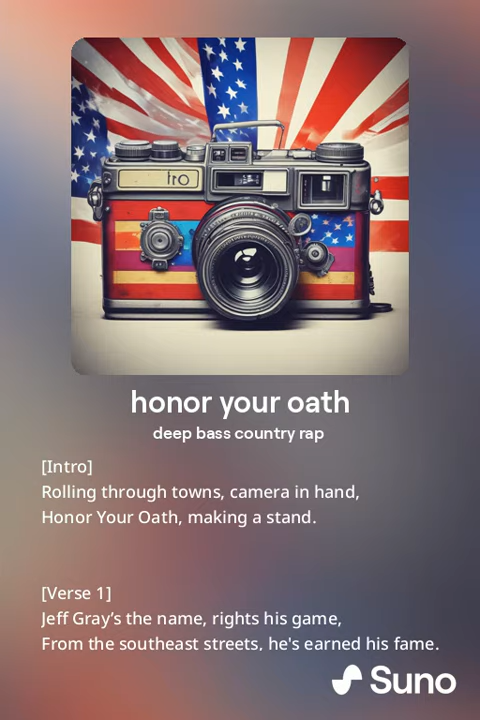 fro
honor your oath
deep bass country rap
[Intro]
Rolling through towns, camera in hand,
Honor Your Oath, making a stand.
[Verse 1]
Jeff Gray’s the name, rights his game,
From the southeast streets, he's earned his fame.
Suno